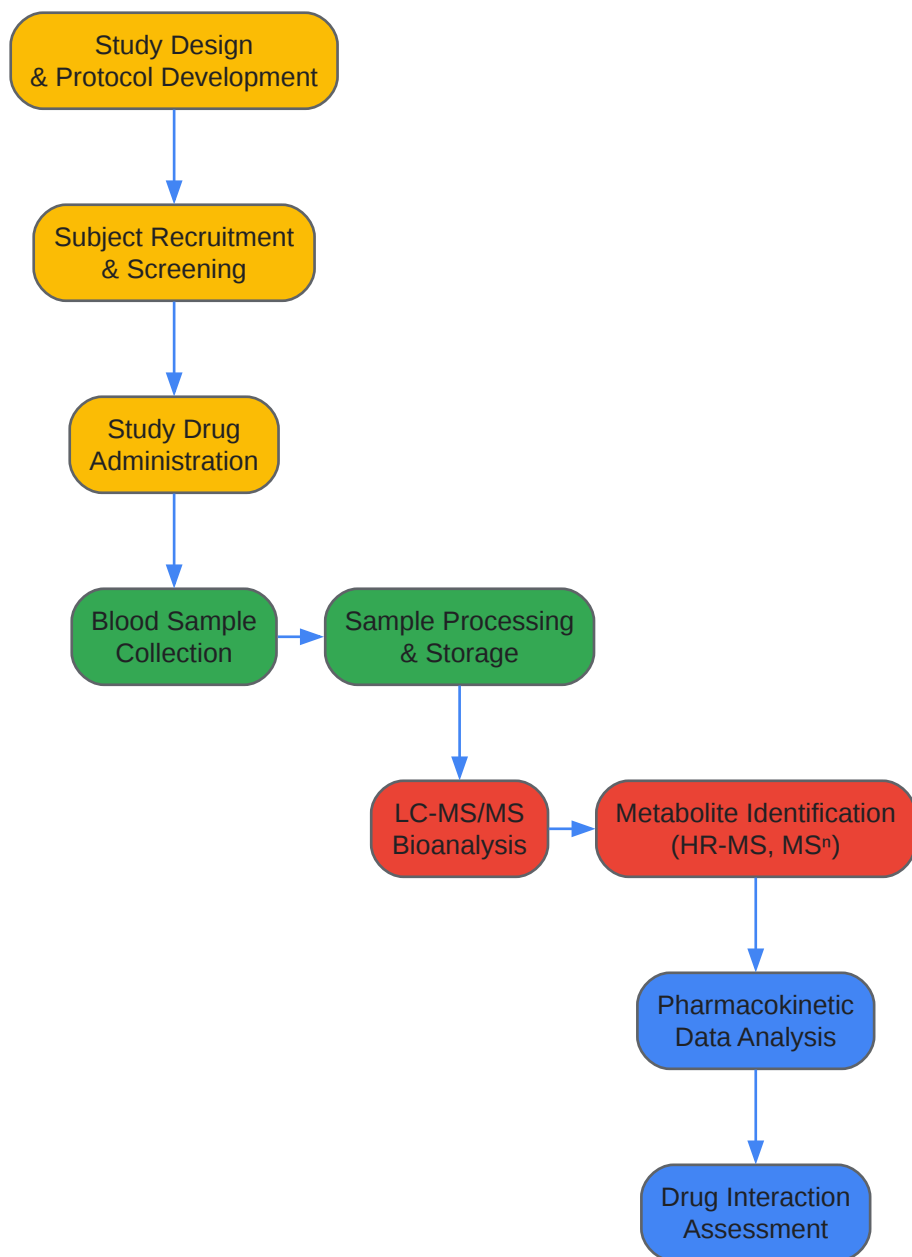 Study Design
& Protocol Development
Subject Recruitment
& Screening
Study Drug
Administration
Blood Sample
Collection
Sample Processing
& Storage
LC-MS/MS
Bioanalysis
Metabolite Identification
(HR-MS, MSⁿ)
Pharmacokinetic
Data Analysis
Drug Interaction
Assessment